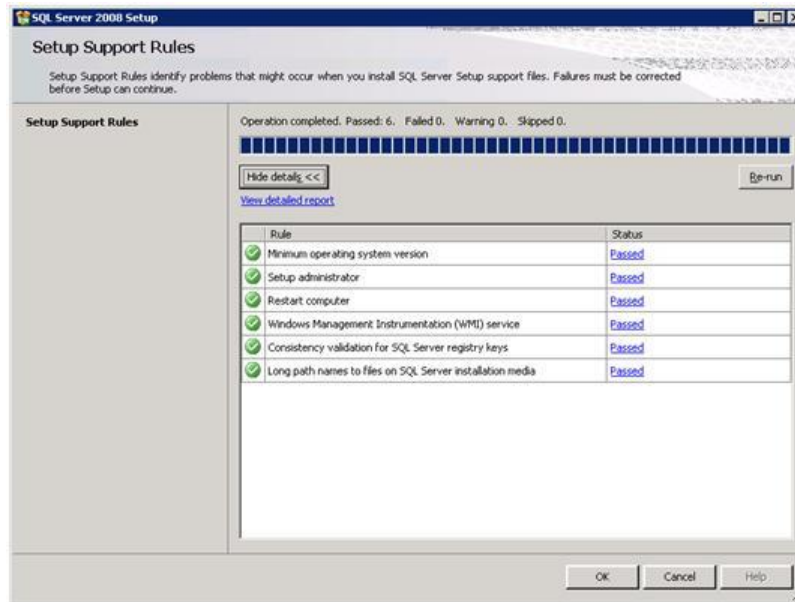 SQL Server 2008 Setup
Setup Support Rules
Setup Support Rules identify problems that might occur when you install SQL Server Setup support files. Failures must be corrected
before Setup can continue.
Setup Support Rules
Operation completed. Passed: 6. Failed 0. Warning 0. Skipped 0.
Hide details <<
Re-run
View detailed report
Rule Status
Minimum operating system version Passed
Setup administrator Passed
Restart computer Passed
Windows Management Instrumentation (WMI) service Passed
Consistency validation for SQL Server registry keys Passed
Long path names to files on SQL Server installation media Passed
OK Cancel Help